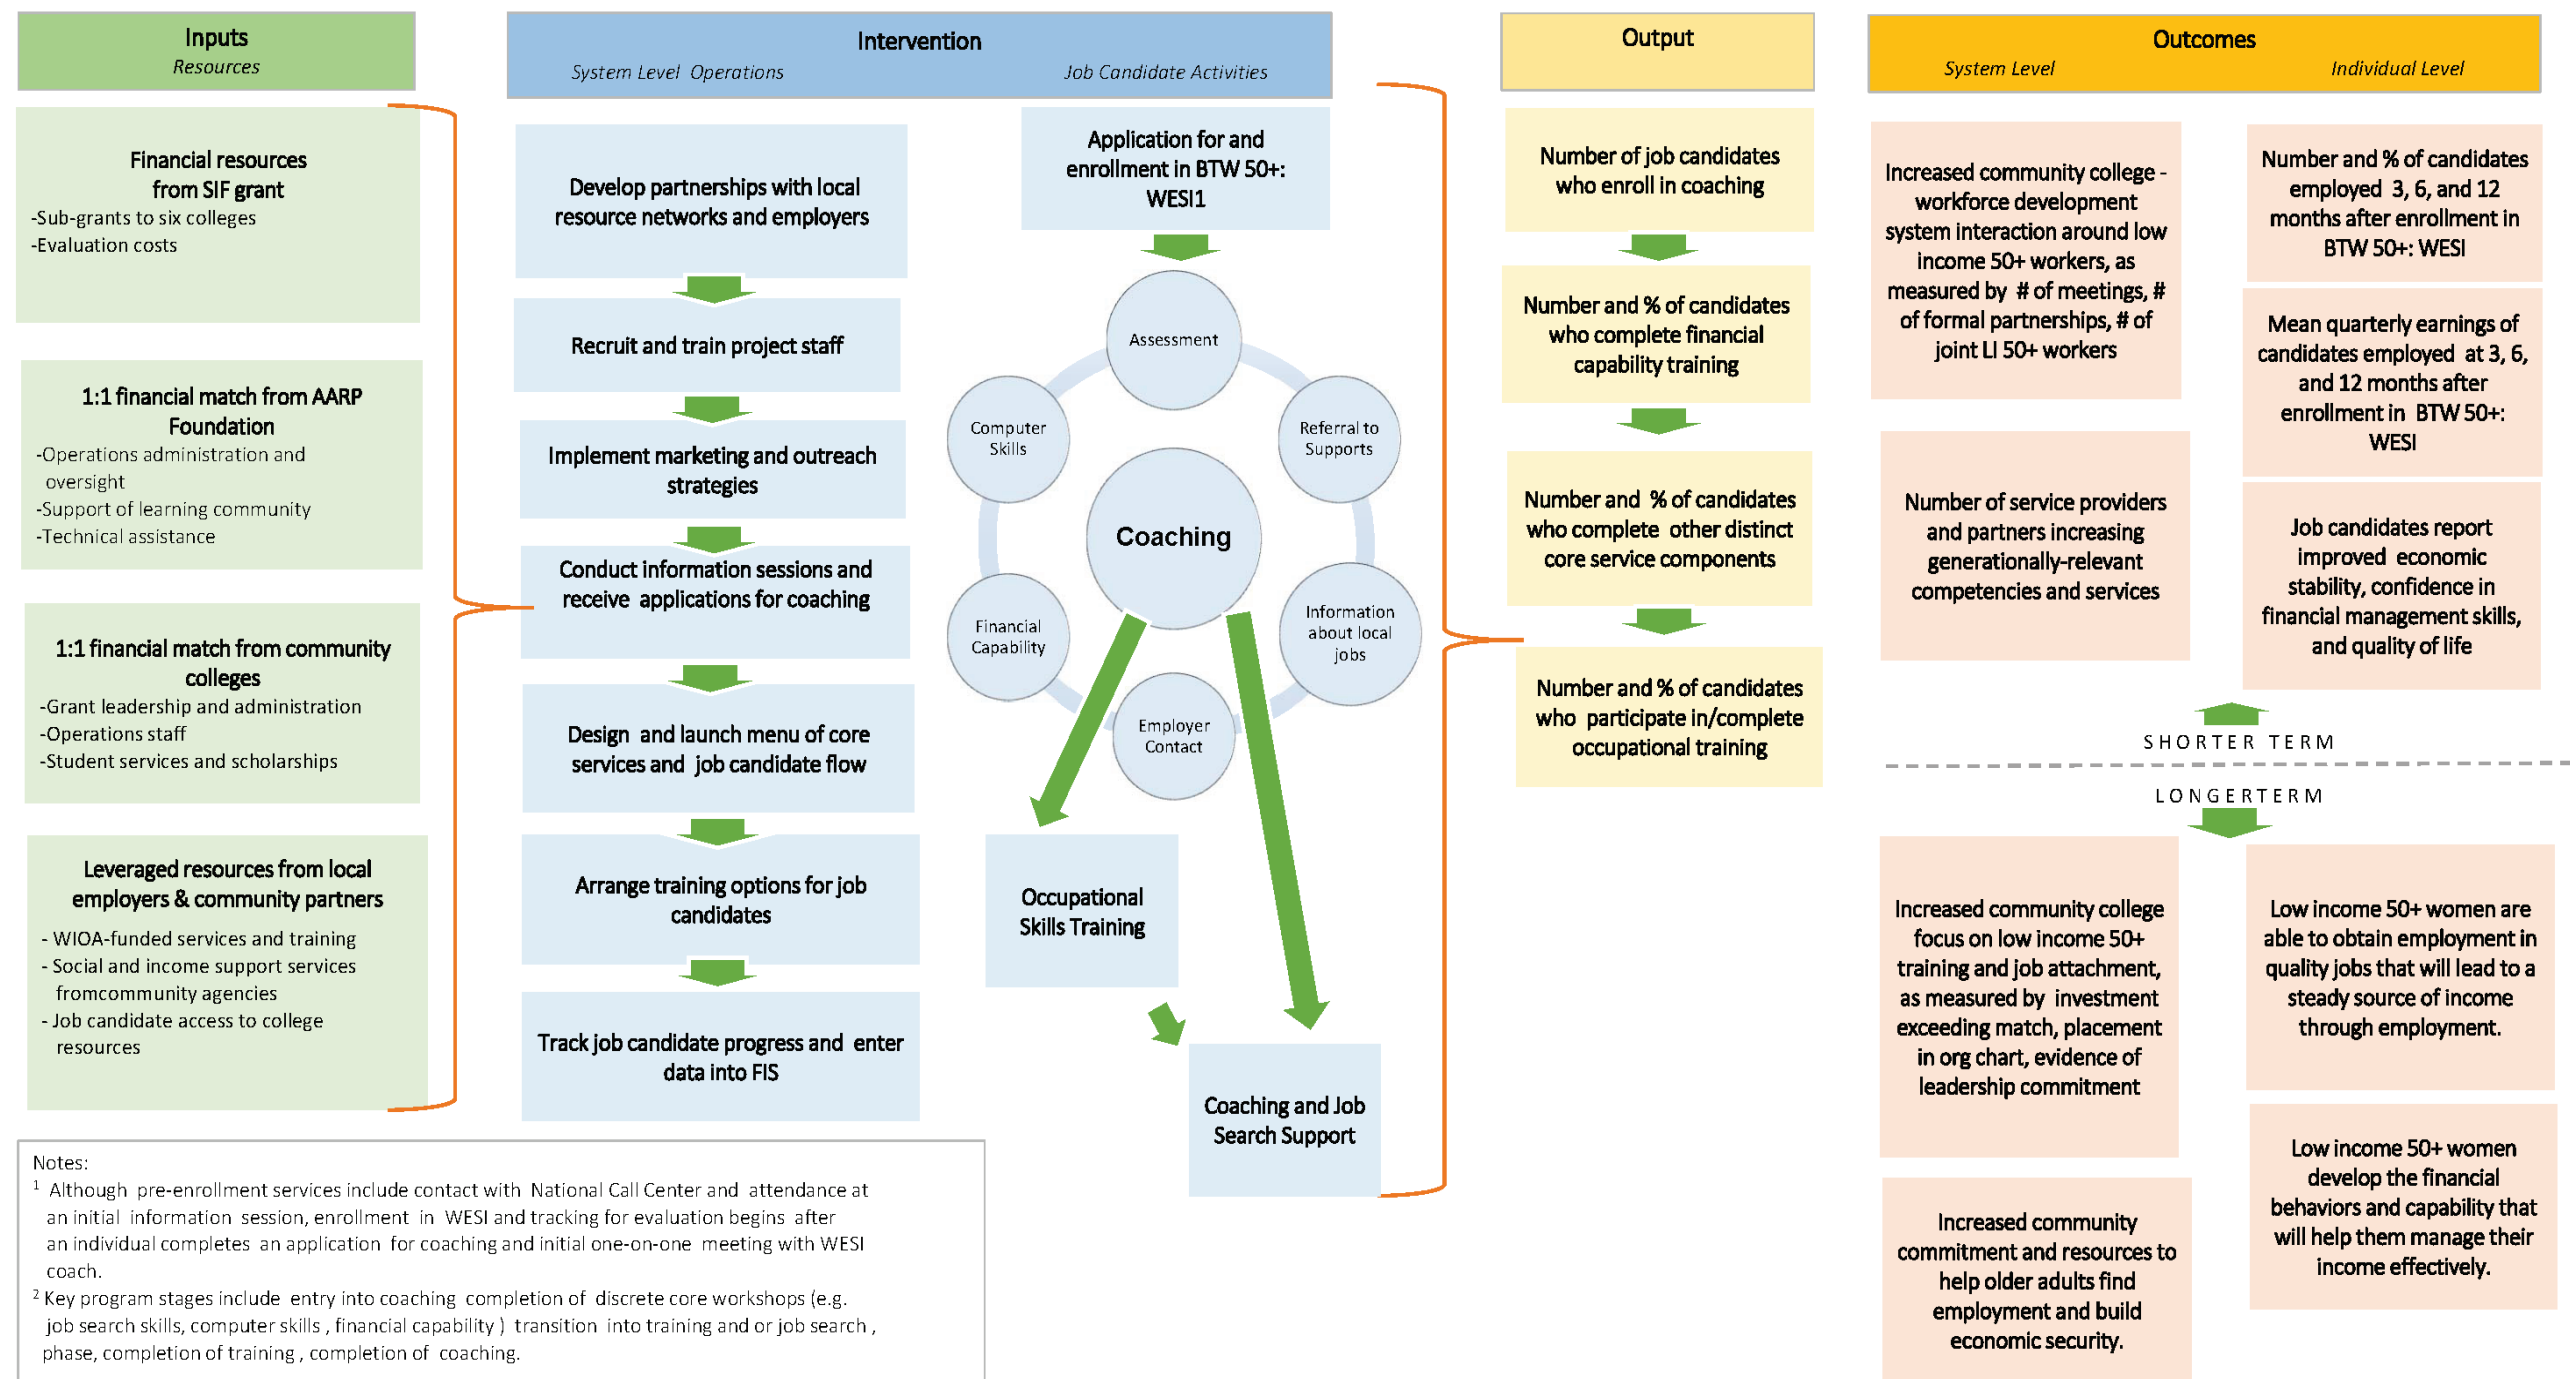 Inputs
Resources
Financial resources
from SIF grant
-Sub-grants to six colleges
-Evaluation costs
1:1 financial match from AARP
Foundation
-Operations administration and
oversight
-Support of learning community
-Technical assistance
1:1 financial match from community
colleges
-Grant leadership and administration
-Operations staff
-Student services and scholarships
Leveraged resources from local
employers & community partners
- WIOA-funded services and training
- Social and income support services
fromcommunity agencies
- Job candidate access to college
resources
Intervention
System Level Operations
Job Candidate Activities
Develop partnerships with local
resource networks and employers
Recruit and train project staff
Implement marketing and outreach
strategies
Conduct information sessions and
receive applications for coaching
Design and launch menu of core
services and job candidate flow
Arrange training options for job
candidates
Track job candidate progress and enter
data into FIS
Application for and
enrollment in BTW 50+:
WESI1
Assessment
Computer
Skills
Referral to
Supports
Coaching
Financial
Capability
Information
about local
jobs
Employer
Contact
Occupational
Skills Training
Coaching and Job
Search Support
Output
Number of job candidates
who enroll in coaching
Number and % of candidates
who complete financial
capability training
Number and % of candidates
who complete other distinct
core service components
Number and % of candidates
who participate in/complete
occupational training
Outcomes
System Level
Individual Level
Increased community college -
workforce development
system interaction around low
income 50+ workers, as
measured by # of meetings, #
of formal partnerships, # of
joint LI 50+ workers
Number of service providers
and partners increasing
generationally-relevant
competencies and services
Number and % of candidates
employed 3, 6, and 12
months after enrollment in
BTW 50+: WESI
Mean quarterly earnings of
candidates employed at 3, 6,
and 12 months after
enrollment in BTW 50+:
WESI
Job candidates report
improved economic
stability, confidence in
financial management skills,
and quality of life
SHORTER TERM
LONGERTERM
Increased community college
focus on low income 50+
training and job attachment,
as measured by investment
exceeding match, placement
in org chart, evidence of
leadership commitment
Increased community
commitment and resources to
help older adults find
employment and build
economic security.
Low income 50+ women are
able to obtain employment in
quality jobs that will lead to a
steady source of income
through employment.
Low income 50+ women
develop the financial
behaviors and capability that
will help them manage their
income effectively.
Notes:
1 Although pre-enrollment services include contact with National Call Center and attendance at
an initial information session, enrollment in WESI and tracking for evaluation begins after
an individual completes an application for coaching and initial one-on-one meeting with WESI
coach.
2 Key program stages include entry into coaching completion of discrete core workshops (e.g.
job search skills, computer skills , financial capability ) transition into training and or job search ,
phase, completion of training , completion of coaching.